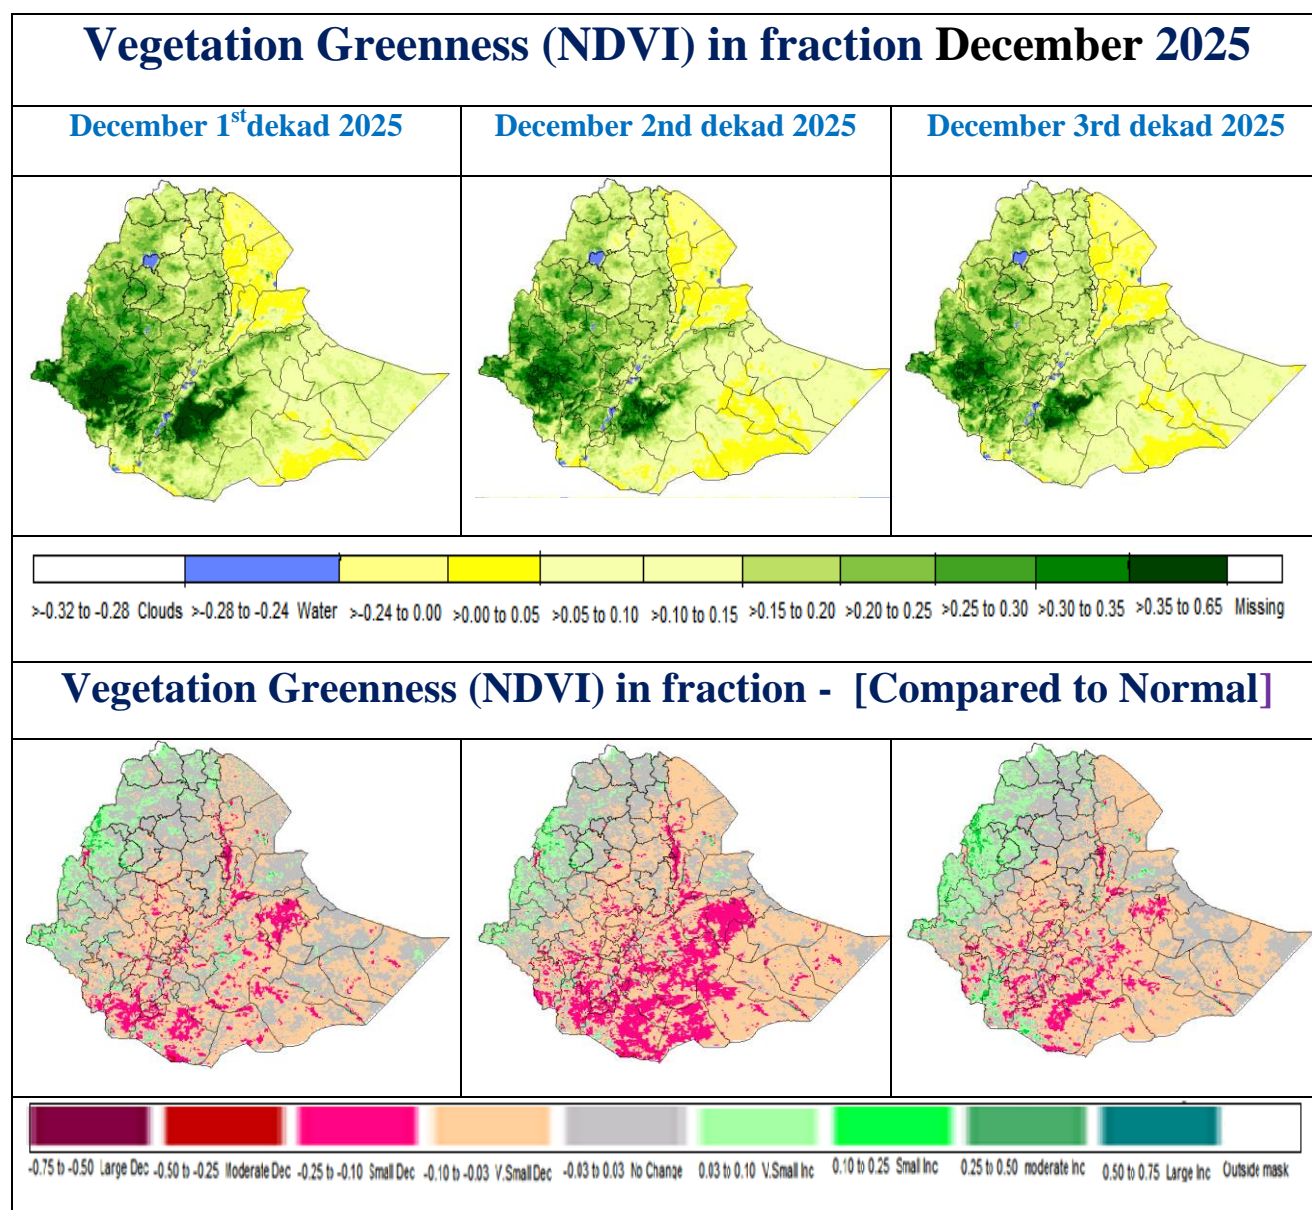 Vegetation Greenness (NDVI) in fraction December 2025
December 1st dekad 2025
December 2nd dekad 2025
December 3rd dekad 2025
>-0.32 to -0.28 Clouds >-0.28 to -0.24 Water >-0.24 to 0.00 >0.00 to 0.05 >0.05 to 0.10 >0.10 to 0.15 >0.15 to 0.20 >0.20 to 0.25 >0.25 to 0.30 >0.30 to 0.35 >0.35 to 0.65 Missing
Vegetation Greenness (NDVI) in fraction - [Compared to Normal]
-0.75 to -0.50 Large Dec -0.50 to -0.25 Moderate Dec -0.25 to -0.10 Small Dec -0.10 to -0.03 V.Small Dec -0.03 to 0.03 No Change 0.03 to 0.10 V.Small Inc 0.10 to 0.25 Small Inc 0.25 to 0.50 moderate Inc 0.50 to 0.75 Large Inc Outside mask